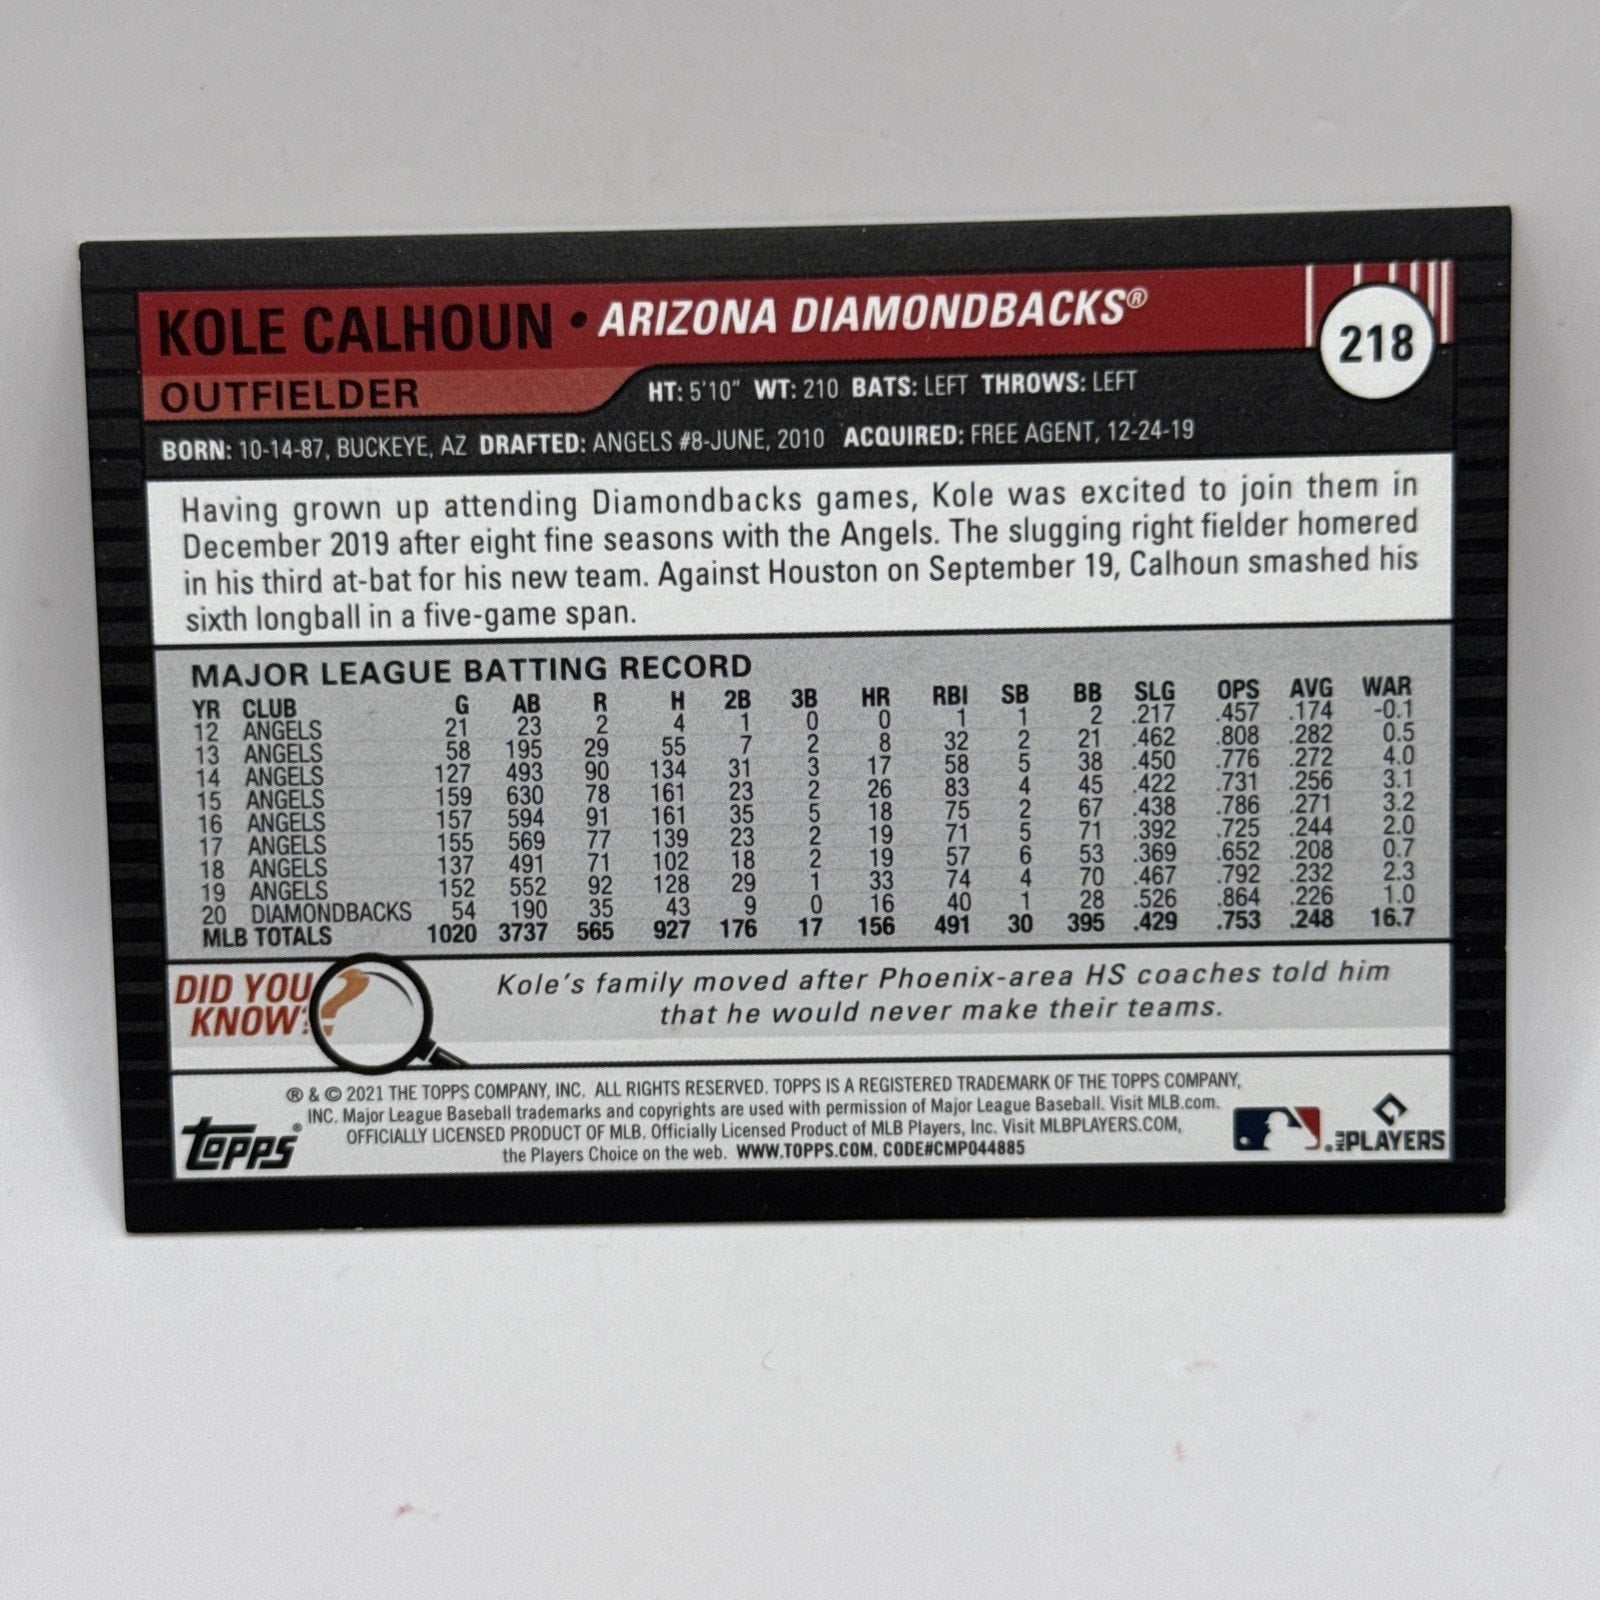 KOLE CALHOUN • ARIZONA DIAMONDBACKS®
218
OUTFIELDER
HT: 5'10" WT: 210 BATS: LEFT THROWS: LEFT
BORN: 10-14-87, BUCKEYE, AZ DRAFTED: ANGELS #8-JUNE, 2010 ACQUIRED: FREE AGENT, 12-24-19
Having grown up attending Diamondbacks games, Kole was excited to join them in
December 2019 after eight fine seasons with the Angels. The slugging right fielder homered
in his third at-bat for his new team. Against Houston on September 19, Calhoun smashed his
sixth longball in a five-game span.
MAJOR LEAGUE BATTING RECORD
YR CLUB G AB R H 2B 3B HR RBI SB BB SLG OPS AVG WAR
12 ANGELS 21 23 2 4 1 0 0 1 1 2 .217 .457 .174 -0.1
13 ANGELS 58 195 29 55 7 2 8 32 2 21 .462 .808 .282 0.5
14 ANGELS 127 493 90 134 31 3 17 58 5 38 .450 .776 .272 4.0
15 ANGELS 159 630 78 161 23 2 26 83 4 45 .422 .731 .256 3.1
16 ANGELS 157 594 91 161 35 5 18 75 2 67 .438 .786 .271 3.2
17 ANGELS 155 569 77 139 23 2 19 71 5 71 .392 .725 .244 2.0
18 ANGELS 137 491 71 102 18 2 19 57 6 53 .369 .652 .208 0.7
19 ANGELS 152 552 92 128 29 1 33 74 4 70 .467 .792 .232 2.3
20 DIAMONDBACKS 54 190 35 43 9 0 16 40 1 28 .526 .864 .226 1.0
MLB TOTALS 1020 3737 565 927 176 17 156 491 30 395 .429 .753 .248 16.7
DID YOU
KNOW?
Kole's family moved after Phoenix-area HS coaches told him
that he would never make their teams.
® & © 2021 THE TOPPS COMPANY, INC. ALL RIGHTS RESERVED. TOPPS IS A REGISTERED TRADEMARK OF THE TOPPS COMPANY,
INC. Major League Baseball trademarks and copyrights are used with permission of Major League Baseball. Visit MLB.com.
OFFICIALLY LICENSED PRODUCT OF MLB. Officially Licensed Product of MLB Players, Inc. Visit MLBPLAYERS.COM,
the Players Choice on the web. WWW.TOPPS.COM. CODE#CMP044885
Topps®
MLB PLAYERS